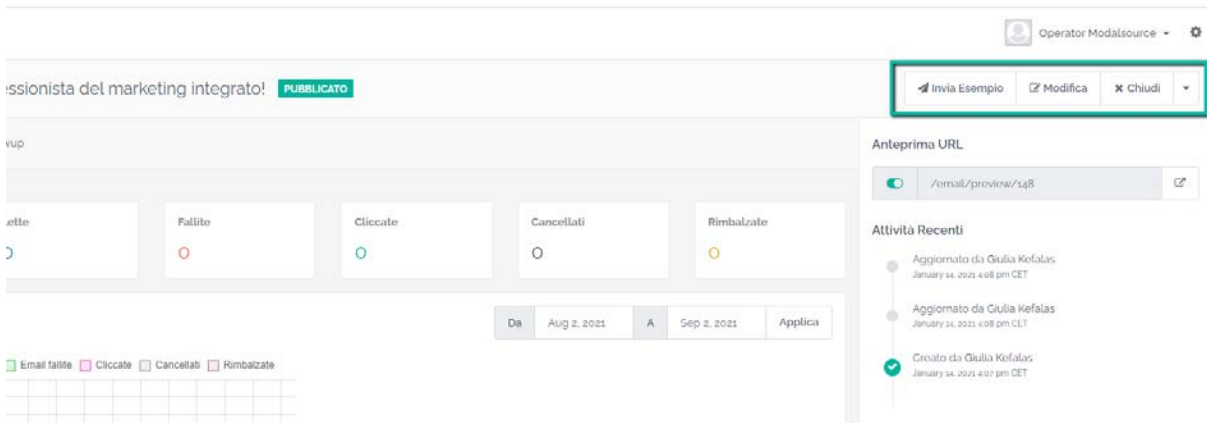 Operator Modalsource
essionista del marketing integrato! PUBBLICATO
Invia Esempio Modifica Chiudi
wup
Anteprima URL
/email/preview/148
Lette Fallite Cliccate Cancellati Rimbalzate
0 0 0 0 0
Attività Recenti
Aggiornato da Giulia Kefalas
January 14, 2021 4:08 pm CET
Aggiornato da Giulia Kefalas
January 14, 2021 4:08 pm CET
Creato da Giulia Kefalas
January 14, 2021 4:07 pm CET
Da Aug 2, 2021 A Sep 2, 2021 Applica
Email fallite Cliccate Cancellati Rimbalzate